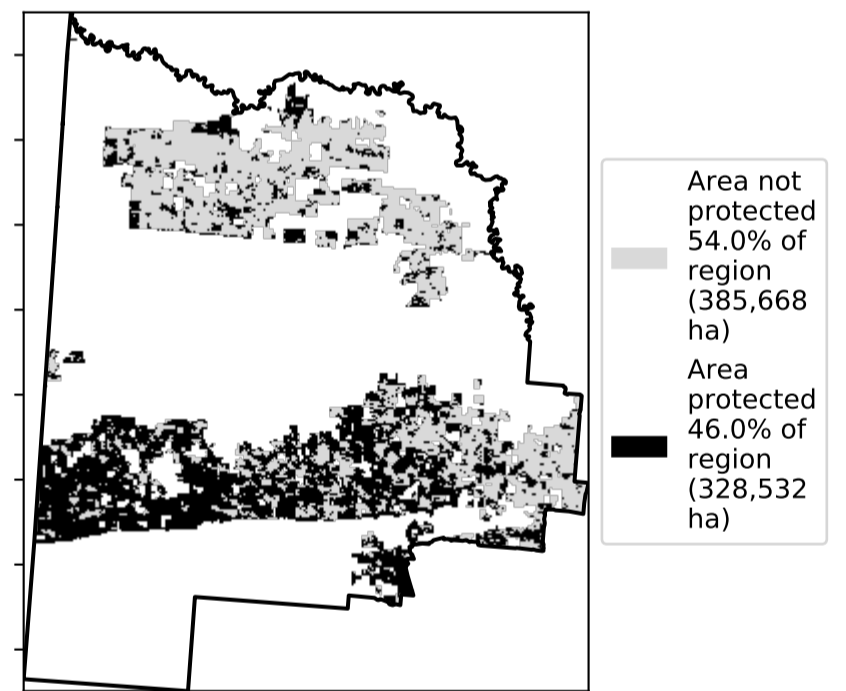 Area not
protected
54.0% of
region
(385,668
ha)
Area
protected
46.0% of
region
(328,532
ha)